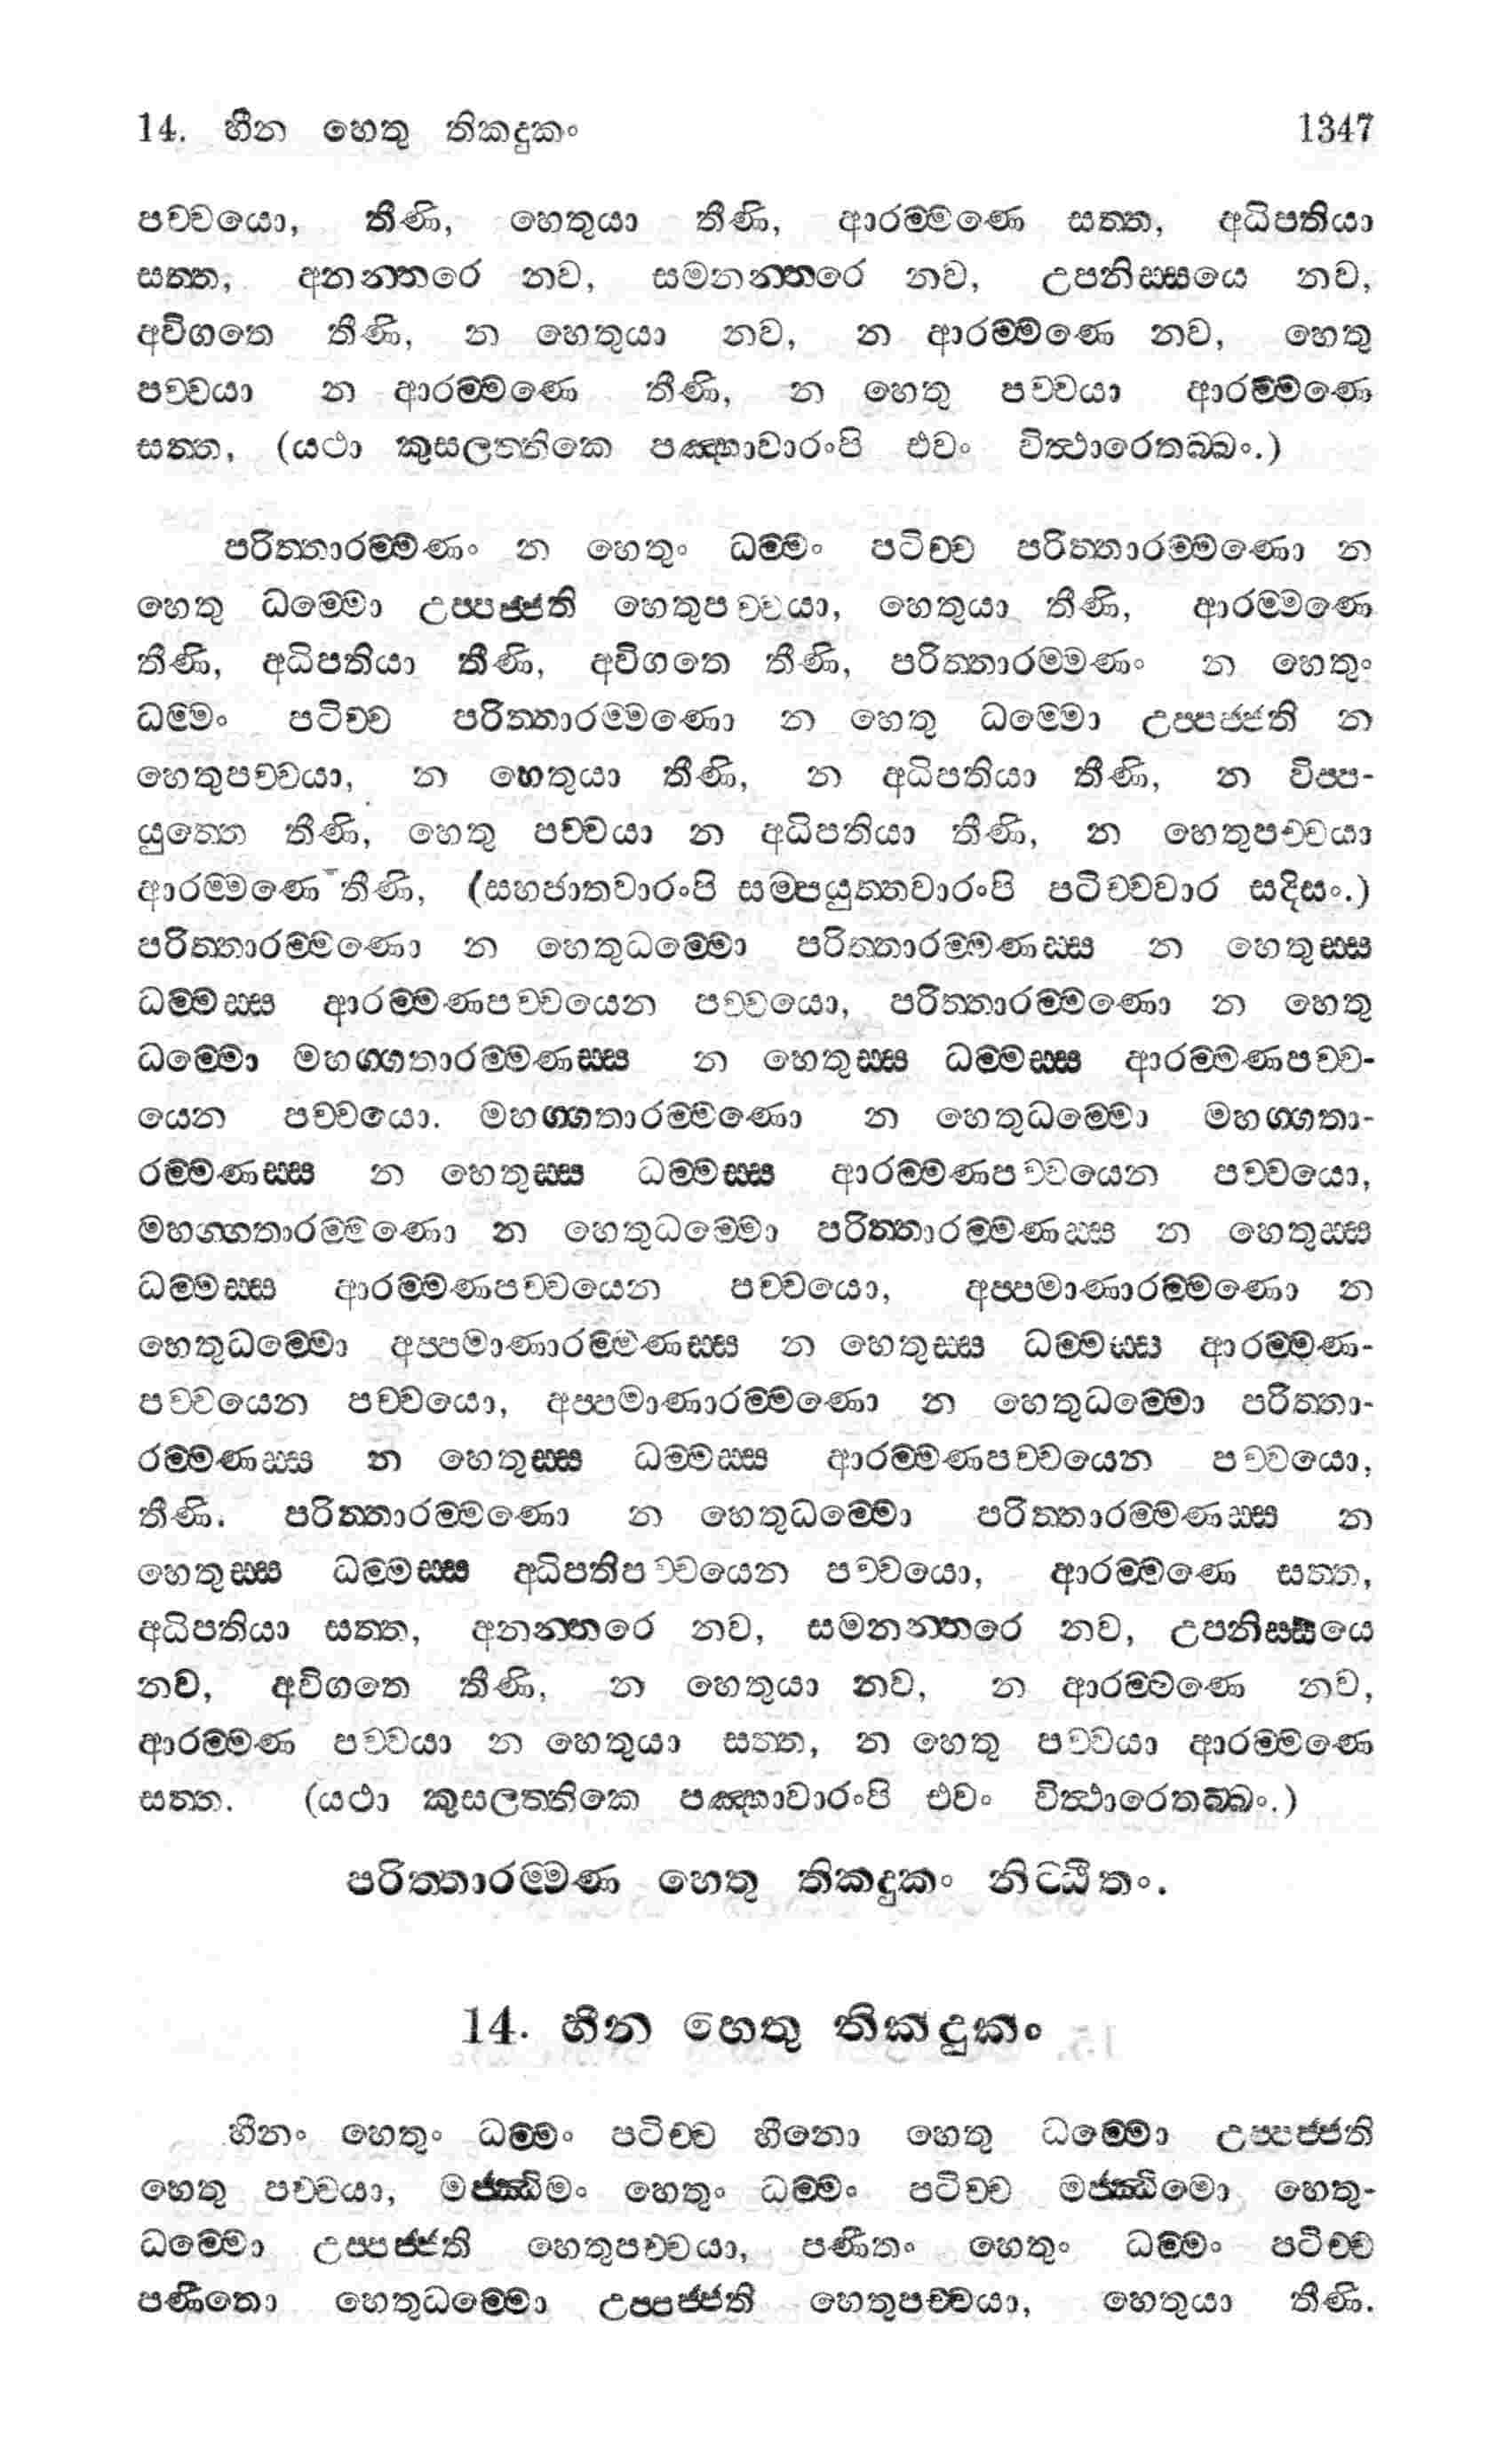 14. හීන හෙතු තිකදුකං 1347
පච්චයො, තීණි, හෙතුයා තීණි, ආරම්මණෙ සත්ත, අධිපතියා
සත්ත, අනන්තරෙ නව, සමනන්තරෙ නව, උපනිස්සයෙ නව,
අවිගතෙ තීණි, න හෙතුයා නව, න ආරම්මණෙ නව, හෙතු
පච්චයා න ආරම්මණෙ තීණි, න හෙතු පච්චයා ආරම්මණෙ
සත්ත, (යථා කුසලත්තිකෙ පඤ්හාවාරංපි එවං විත්ථාරෙතබ්බං.)
පරිත්තාරම්මණං න හෙතුං ධම්මං පටිච්ච පරිත්තාරම්මණො න
හෙතු ධම්මො උප්පජ්ජති හෙතුපච්චයා, හෙතුයා තීණි, ආරම්මණෙ
තීණි, අධිපතියා තීණි, අවිගතෙ තීණි, පරිත්තාරම්මණං න හෙතුං
ධම්මං පටිච්ච පරිත්තාරම්මණො න හෙතු ධම්මො උප්පජ්ජති න
හෙතුපච්චයා, න හෙතුයා තීණි, න අධිපතියා තීණි, න විප්ප-
යුත්තෙ තීණි, හෙතු පච්චයා න අධිපතියා තීණි, න හෙතුපච්චයා
ආරම්මණෙ තීණි, (සහජාතවාරංපි සම්පයුත්තවාරංපි පටිච්චවාර සදිසං.)
පරිත්තාරම්මණො න හෙතුධම්මො පරිත්තාරම්මණස්ස න හෙතුස්ස
ධම්මස්ස ආරම්මණපච්චයෙන පච්චයො, පරිත්තාරම්මණො න හෙතු
ධම්මො මහග්ගතාරම්මණස්ස න හෙතුස්ස ධම්මස්ස ආරම්මණපච්ච-
යෙන පච්චයො. මහග්ගතාරම්මණො න හෙතුධම්මො මහග්ගතා-
රම්මණස්ස න හෙතුස්ස ධම්මස්ස ආරම්මණපච්චයෙන පච්චයො,
මහග්ගතාරම්මණො න හෙතුධම්මො පරිත්තාරම්මණස්ස න හෙතුස්ස
ධම්මස්ස ආරම්මණපච්චයෙන පච්චයො, අප්පමාණාරම්මණො න
හෙතුධම්මො අප්පමාණාරම්මණස්ස න හෙතුස්ස ධම්මස්ස ආරම්මණ-
පච්චයෙන පච්චයො, අප්පමාණාරම්මණො න හෙතුධම්මො පරිත්තා-
රම්මණස්ස න හෙතුස්ස ධම්මස්ස ආරම්මණපච්චයෙන පච්චයො,
තීණි. පරිත්තාරම්මණො න හෙතුධම්මො පරිත්තාරම්මණස්ස න
හෙතුස්ස ධම්මස්ස අධිපතිපච්චයෙන පච්චයො, ආරම්මණෙ සත්ත,
අධිපතියා සත්ත, අනන්තරෙ නව, සමනන්තරෙ නව, උපනිස්සයෙ
නව, අවිගතෙ තීණි, න හෙතුයා නව, න ආරම්මණෙ නව,
ආරම්මණ පච්චයා න හෙතුයා සත්ත, න හෙතු පච්චයා ආරම්මණෙ
සත්ත. (යථා කුසලත්තිකෙ පඤ්හාවාරංපි එවං විත්ථාරෙතබ්බං.)
පරිත්තාරම්මණ හෙතු තිකදුකං නිට්ඨිතං.
14. හීන හෙතු තිකදුකං
හීනං හෙතුං ධම්මං පටිච්ච හීනො හෙතු ධම්මො උප්පජ්ජති
හෙතු පච්චයා, මජ්ඣිමං හෙතුං ධම්මං පටිච්ච මජ්ඣිමො හෙතු-
ධම්මො උප්පජ්ජති හෙතුපච්චයා, පණීතං හෙතුං ධම්මං පටිච්ච
පණීතො හෙතුධම්මො උප්පජ්ජති හෙතුපච්චයා, හෙතුයා තීණි.